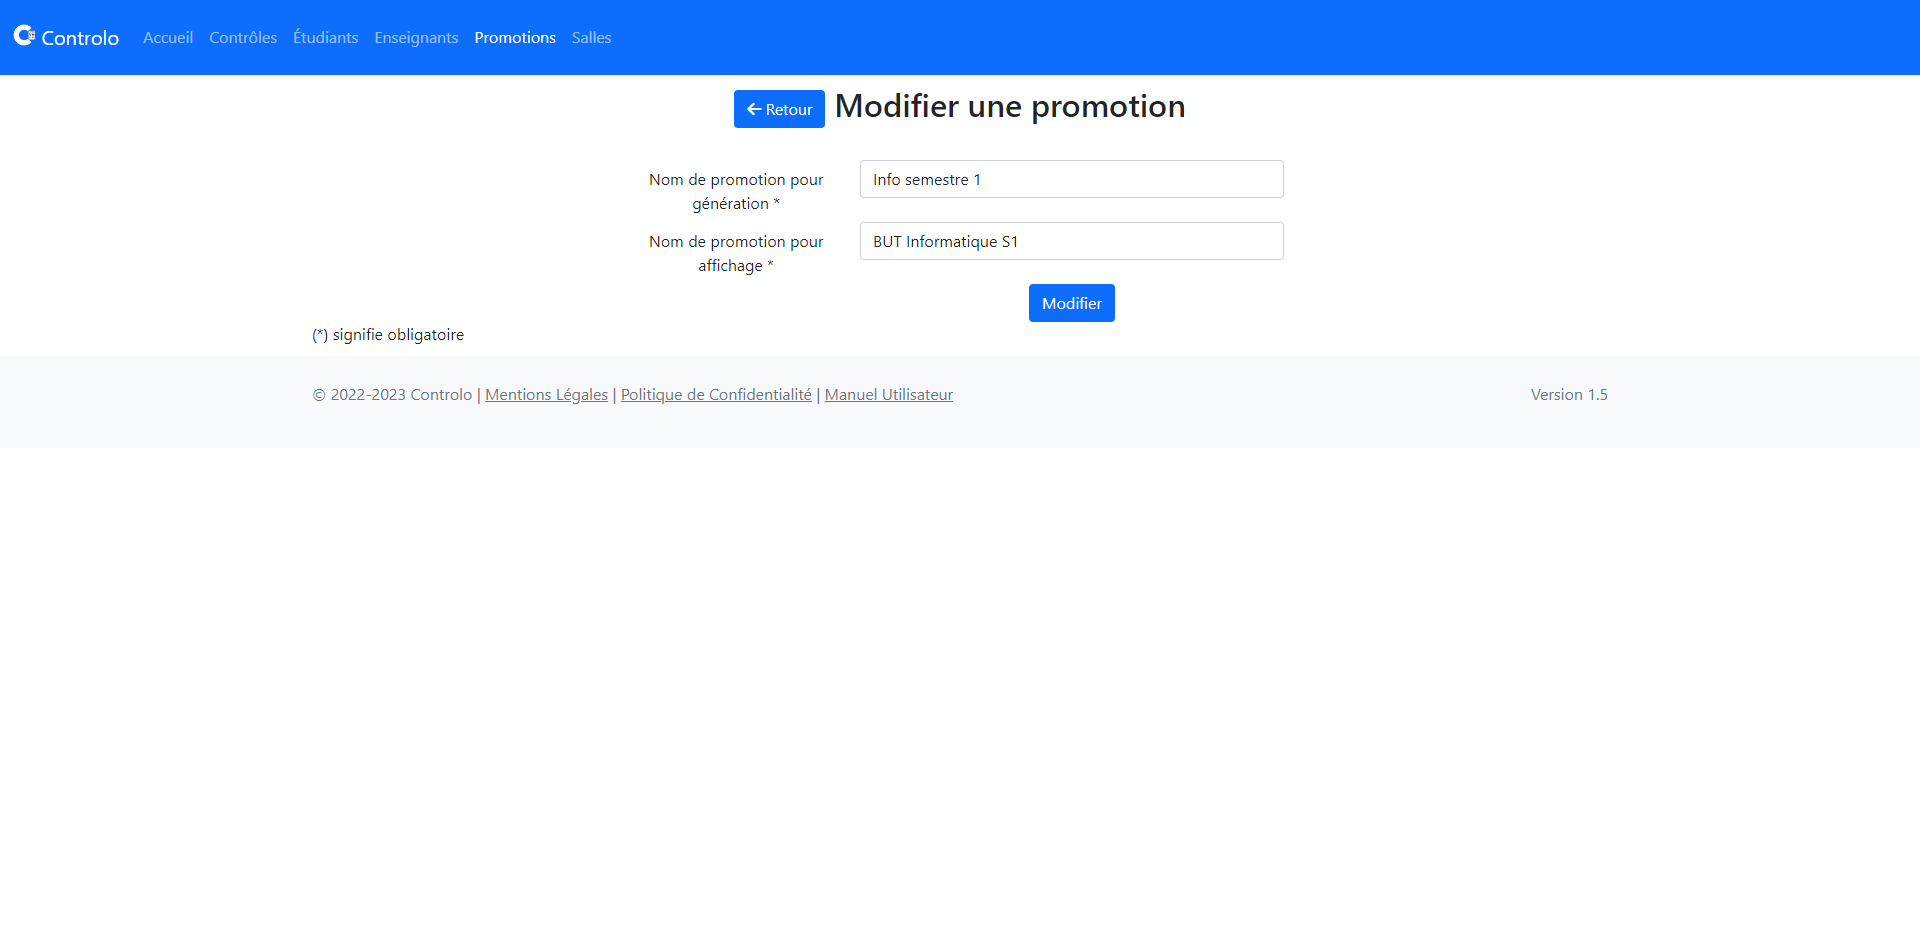 Controlo Accueil Contrôles Étudiants Enseignants Promotions Salles
Retour Modifier une promotion
Nom de promotion pour
génération *
Info semestre 1
Nom de promotion pour
affichage *
BUT Informatique S1
Modifier
(*) signifie obligatoire
© 2022-2023 Controlo | Mentions Légales | Politique de Confidentialité | Manuel Utilisateur
Version 1.5